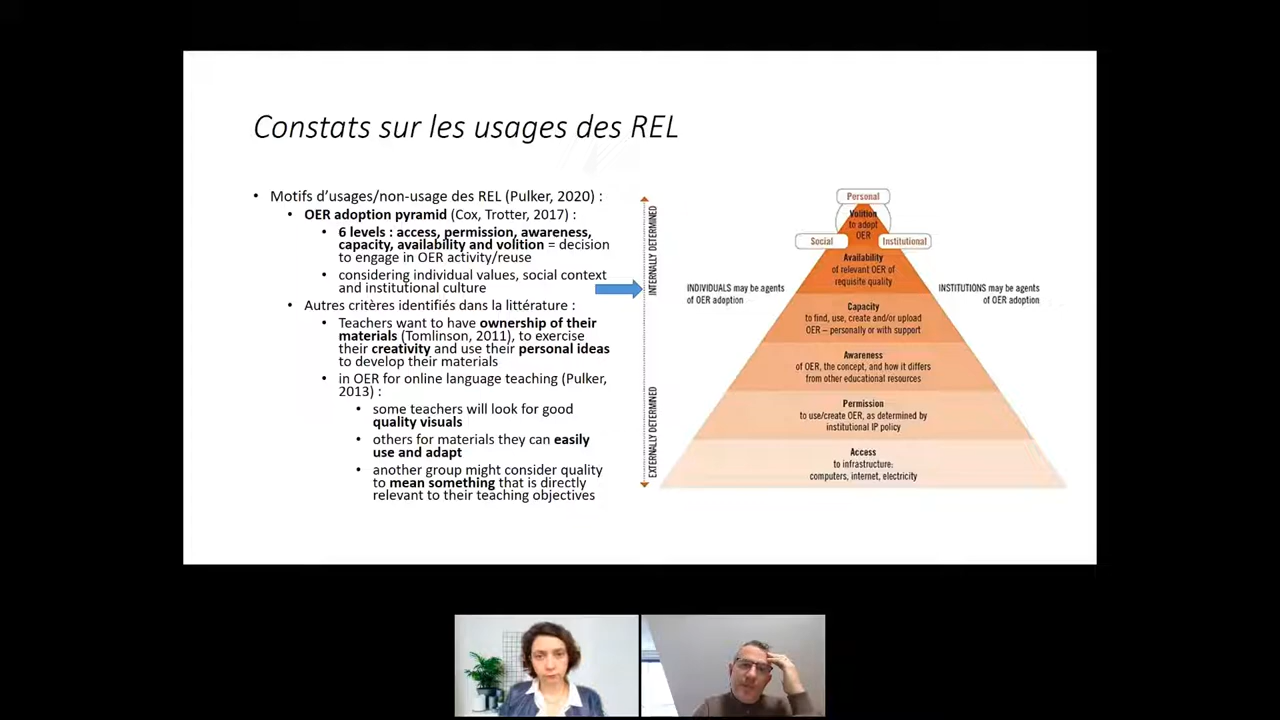 Constats sur les usages des REL
• Motifs d’usages/non-usage des REL (Pulker, 2020) :
• OER adoption pyramid (Cox, Trotter, 2017) :
• 6 levels : access, permission, awareness,
capacity, availability and volition = decision
to engage in OER activity/reuse
• considering individual values, social context
and institutional culture
• Autres critères identifiés dans la littérature :
• Teachers want to have ownership of their
materials (Tomlinson, 2011), to exercise
their creativity and use their personal ideas
to develop their materials
• in OER for online language teaching (Pulker,
2013) :
• some teachers will look for good
quality visuals
• others for materials they can easily
use and adapt
• another group might consider quality
to mean something that is directly
relevant to their teaching objectives
INTERNALLY DETERMINED
EXTERNALLY DETERMINED
Personal
Volition
to adopt
OER
Social
Institutional
Availability
of relevant OER of
requisite quality
INDIVIDUALS may be agents
of OER adoption
INSTITUTIONS may be agents
of OER adoption
Capacity
to find, use, create and/or upload
OER – personally or with support
Awareness
of OER, the concept, and how it differs
from other educational resources
Permission
to use/create OER, as determined by
institutional IP policy
Access
to infrastructure:
computers, internet, electricity